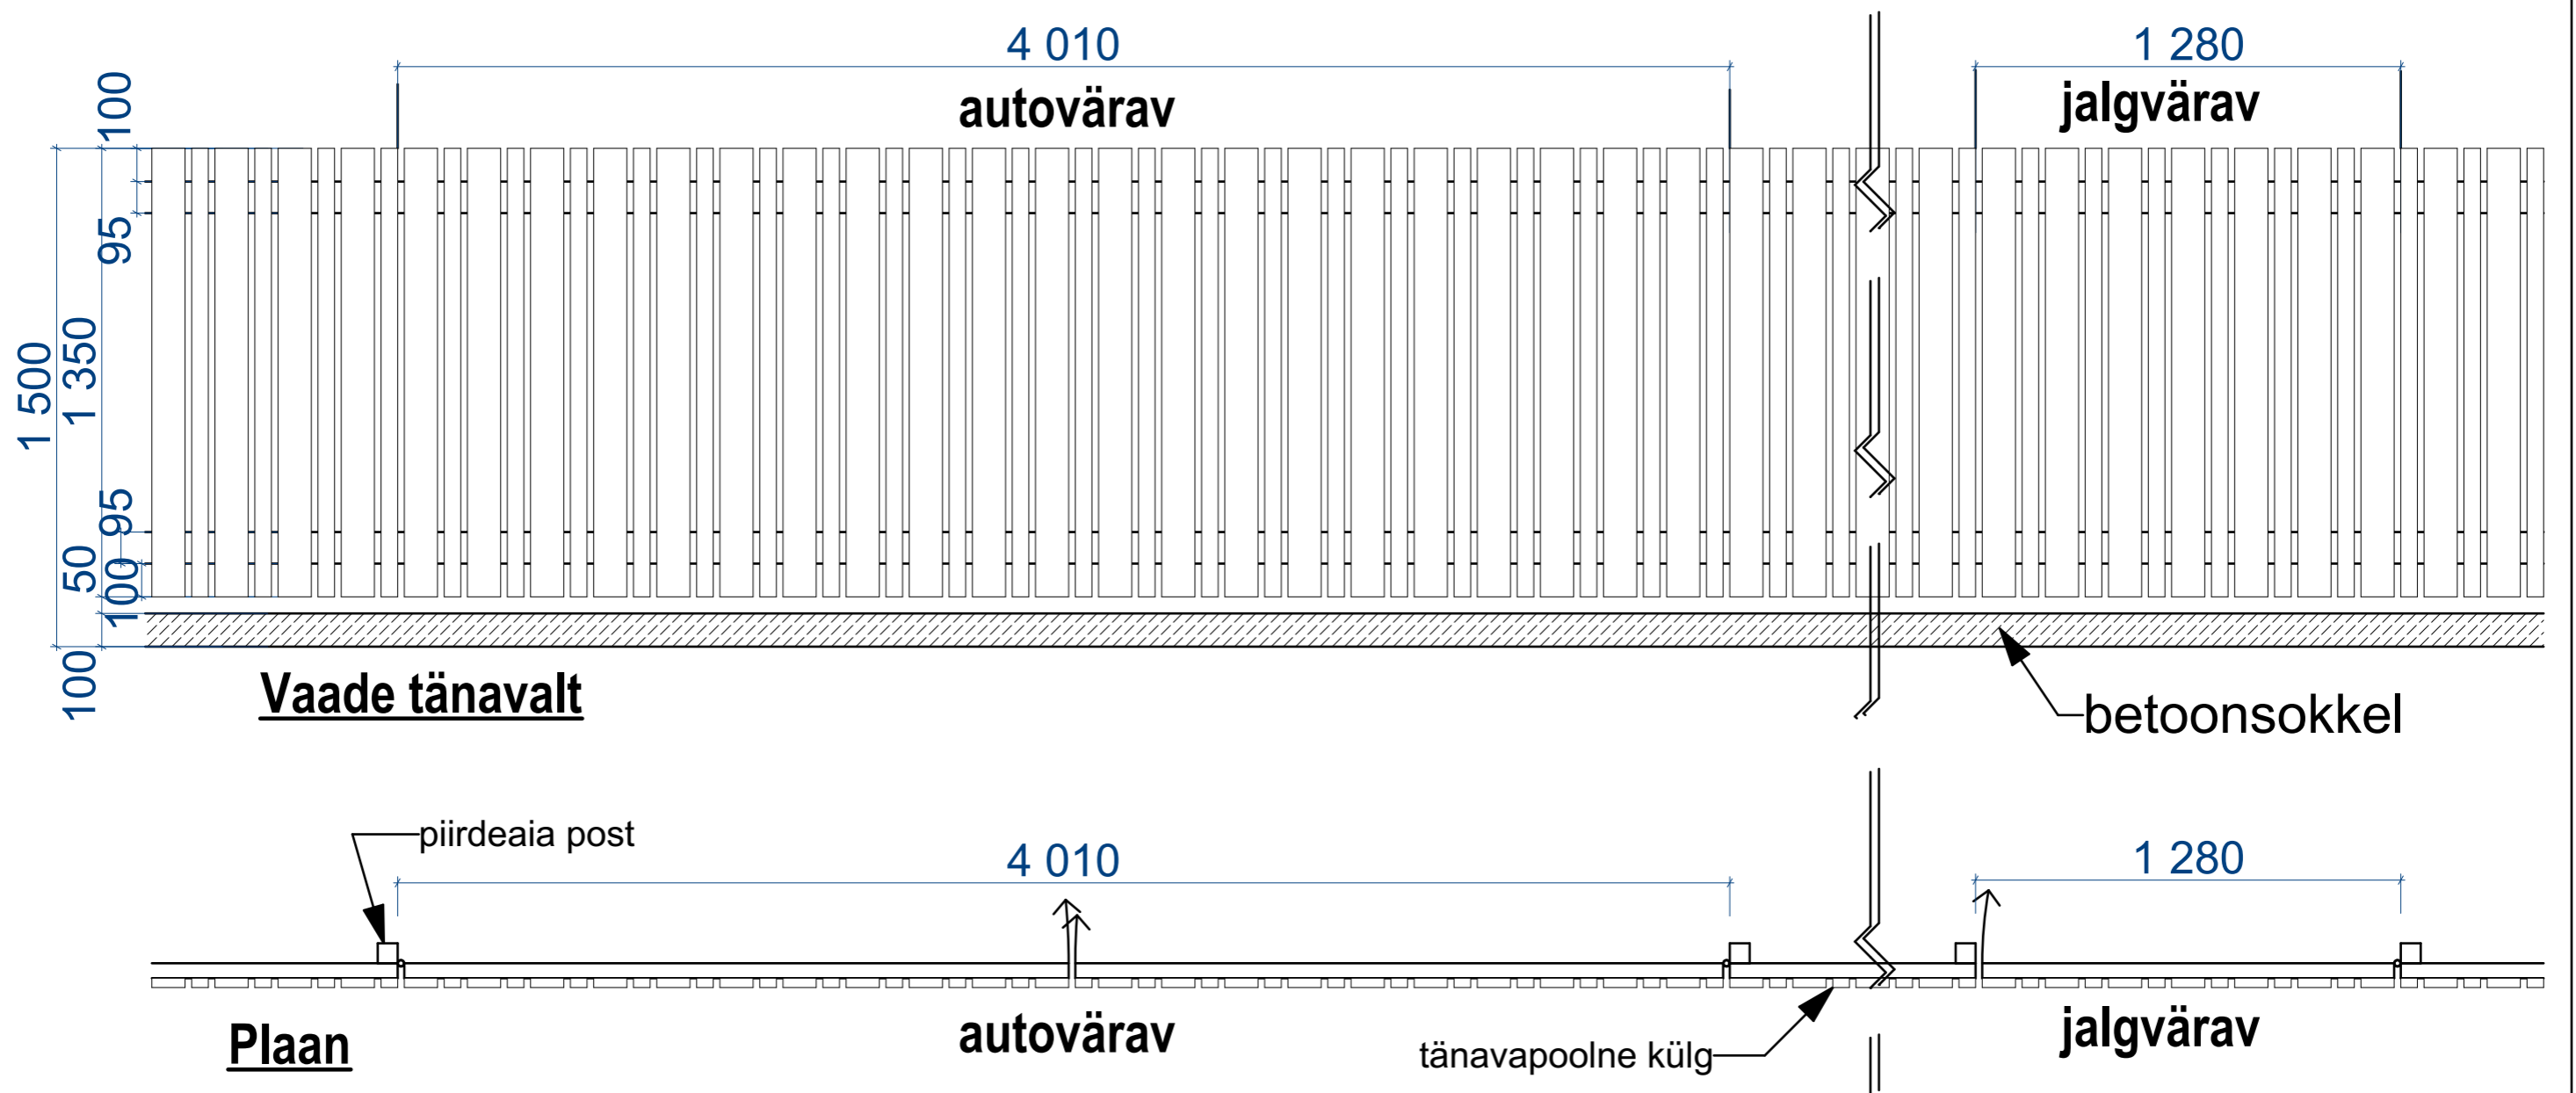 4 010
1 280
autovärav
jalgvärav
100
95
1 500
1 350
95
50
100
100
Vaade tänavalt
betoonsokkel
piirdeaia post
4 010
1 280
Plaan
autovärav
tänavapoolne külg
jalgvärav